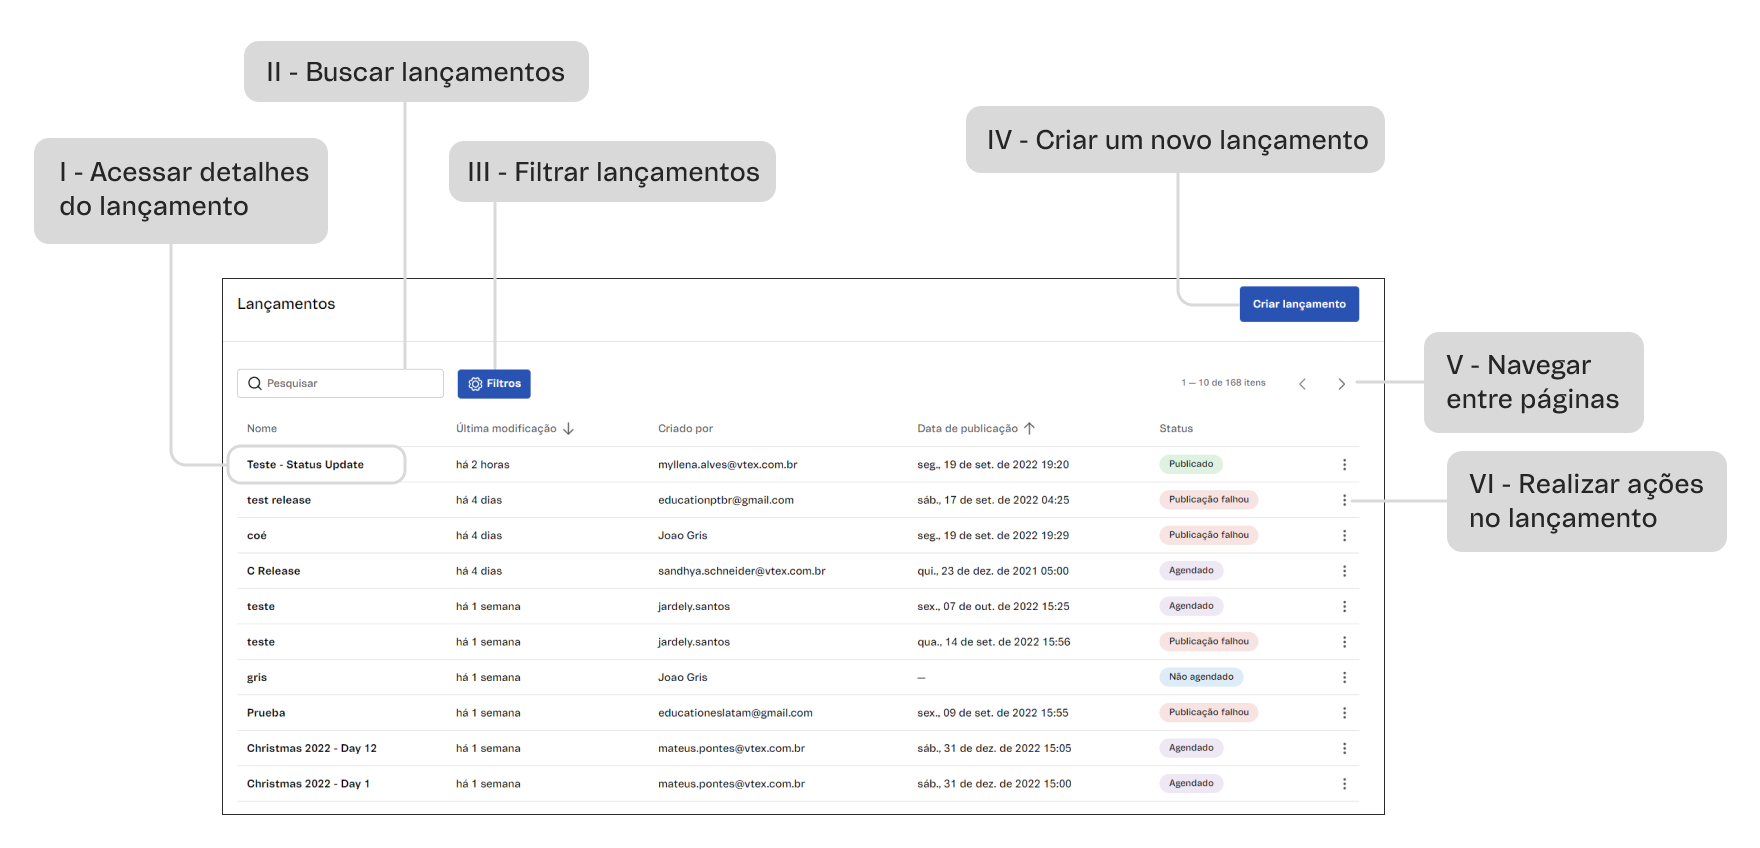 II - Buscar lançamentos
IV - Criar um novo lançamento
I - Acessar detalhes
do lançamento
III - Filtrar lançamentos
Lançamentos
Criar lançamento
V - Navegar
entre páginas
Pesquisar
Filtros
1 — 10 de 168 itens
Nome Última modificação Criado por Data de publicação Status
Teste - Status Update há 2 horas myllena.alves@vtex.com.br seg., 19 de set. de 2022 19:20 Publicado
test release há 4 dias educationptbr@gmail.com sáb., 17 de set. de 2022 04:25 Publicação falhou
VI - Realizar ações
no lançamento
coé há 4 dias Joao Gris seg., 19 de set. de 2022 19:29 Publicação falhou
C Release há 4 dias sandhya.schneider@vtex.com.br qui., 23 de dez. de 2021 05:00 Agendado
teste há 1 semana jardely.santos sex., 07 de out. de 2022 15:25 Agendado
teste há 1 semana jardely.santos qua., 14 de set. de 2022 15:56 Publicação falhou
gris há 1 semana Joao Gris — Não agendado
Prueba há 1 semana educationeslatam@gmail.com sex., 09 de set. de 2022 15:55 Publicação falhou
Christmas 2022 - Day 12 há 1 semana mateus.pontes@vtex.com.br sáb., 31 de dez. de 2022 15:05 Agendado
Christmas 2022 - Day 1 há 1 semana mateus.pontes@vtex.com.br sáb., 31 de dez. de 2022 15:00 Agendado